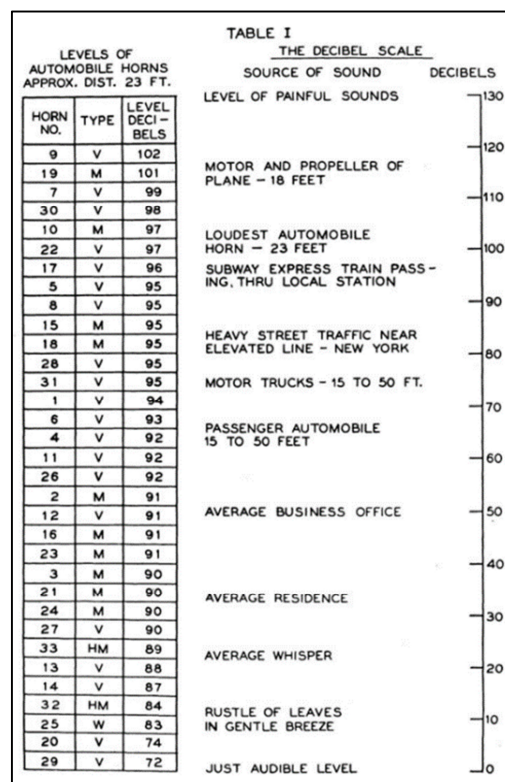 TABLE I
LEVELS OF
AUTOMOBILE HORNS
APPROX. DIST. 23 FT.
HORN NO. TYPE LEVEL DECI-BELS
9 V 102
19 M 101
7 V 99
30 V 98
10 M 97
22 V 97
17 V 96
5 V 95
8 V 95
15 M 95
18 M 95
28 V 95
31 V 95
1 V 94
6 V 93
4 V 92
11 V 92
26 V 92
2 M 91
12 V 91
16 M 91
23 M 91
3 M 90
21 M 90
24 M 90
27 V 90
33 HM 89
13 V 88
14 V 87
32 HM 84
25 W 83
20 V 74
29 V 72
THE DECIBEL SCALE
SOURCE OF SOUND DECIBELS
LEVEL OF PAINFUL SOUNDS
MOTOR AND PROPELLER OF
PLANE – 18 FEET
LOUDEST AUTOMOBILE
HORN – 23 FEET
SUBWAY EXPRESS TRAIN PASS-
ING, THRU LOCAL STATION
HEAVY STREET TRAFFIC NEAR
ELEVATED LINE – NEW YORK
MOTOR TRUCKS – 15 TO 50 FT.
PASSENGER AUTOMOBILE
15 TO 50 FEET
AVERAGE BUSINESS OFFICE
AVERAGE RESIDENCE
AVERAGE WHISPER
RUSTLE OF LEAVES
IN GENTLE BREEZE
JUST AUDIBLE LEVEL
130
120
110
100
90
80
70
60
50
40
30
20
10
0